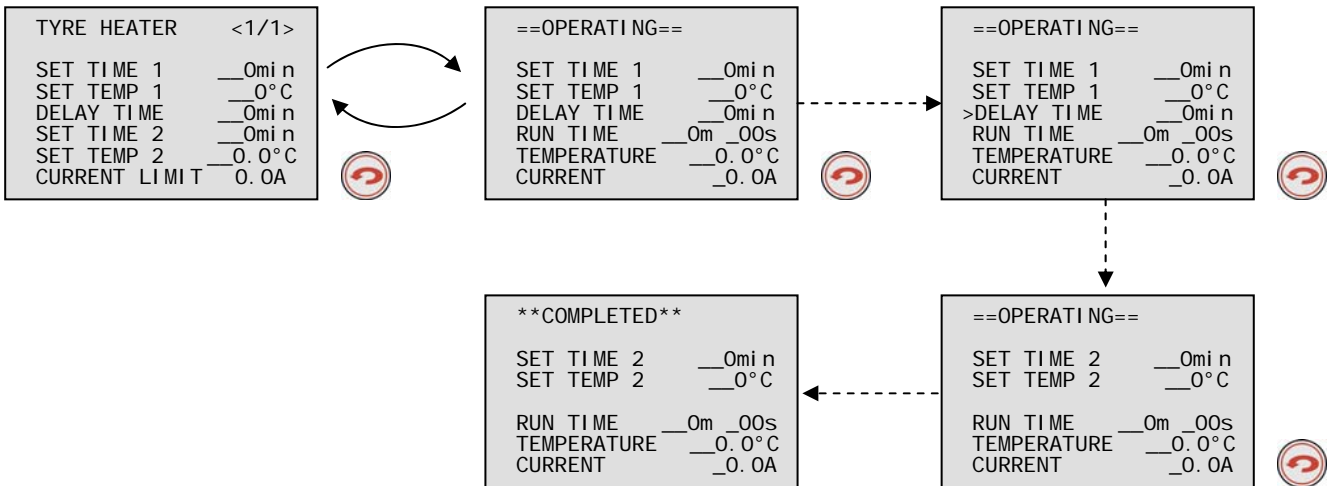 TYRE HEATER <1/1>
SET TIME 1 __0min
SET TEMP 1 __0°C
DELAY TIME __0min
SET TIME 2 __0min
SET TEMP 2 __0.0°C
CURRENT LIMIT 0.0A
==OPERATING==
SET TIME 1 __0min
SET TEMP 1 __0°C
DELAY TIME __0min
RUN TIME __0m _00s
TEMPERATURE __0.0°C
CURRENT _0.0A
==OPERATING==
SET TIME 1 __0min
SET TEMP 1 __0°C
>DELAY TIME __0min
RUN TIME __0m _00s
TEMPERATURE __0.0°C
CURRENT _0.0A
**COMPLETED**
SET TIME 2 __0min
SET TEMP 2 __0°C
RUN TIME __0m _00s
TEMPERATURE __0.0°C
CURRENT _0.0A
==OPERATING==
SET TIME 2 __0min
SET TEMP 2 __0°C
RUN TIME __0m _00s
TEMPERATURE __0.0°C
CURRENT _0.0A